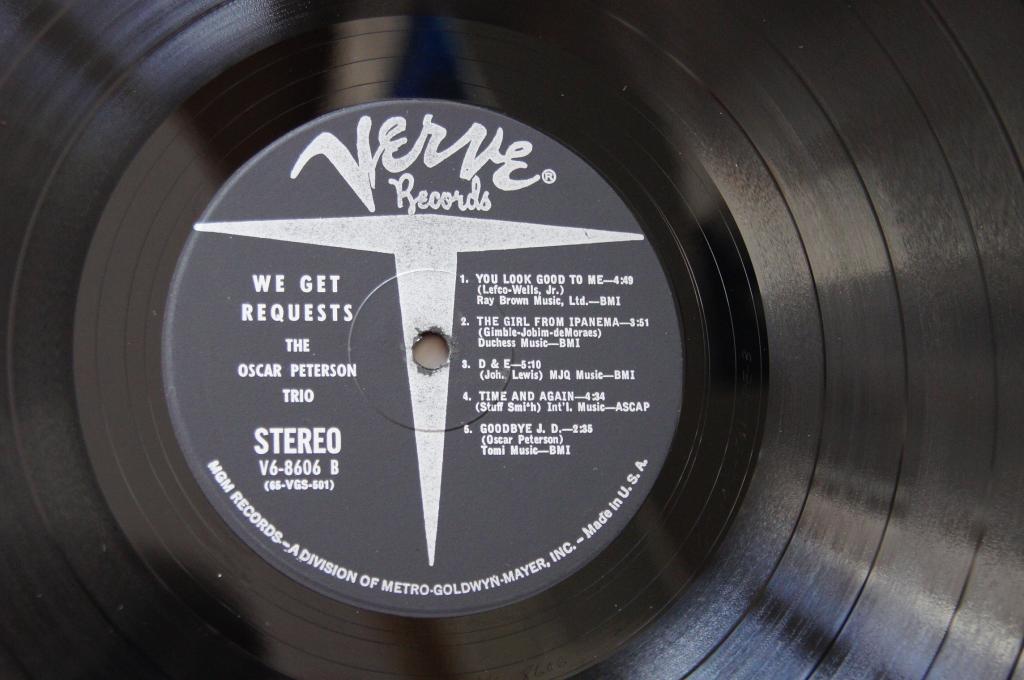 Verve ®
Records
WE GET
REQUESTS
THE
OSCAR PETERSON
TRIO
STEREO
V6-8606 B
(65-VGS-501)
1. YOU LOOK GOOD TO ME—4:49
(Lefco-Wells, Jr.)
Ray Brown Music, Ltd.—BMI
2. THE GIRL FROM IPANEMA—3:51
(Gimble-Jobim-deMoraes)
Duchess Music—BMI
3. D & E—5:10
(Joh. Lewis) MJQ Music—BMI
4. TIME AND AGAIN—4:34
(Stuff Smith) Int'l. Music—ASCAP
5. GOODBYE J. D.—2:35
(Oscar Peterson)
Tomi Music—BMI
MGM RECORDS—A DIVISION OF METRO-GOLDWYN-MAYER, INC. – Made in U. S. A.